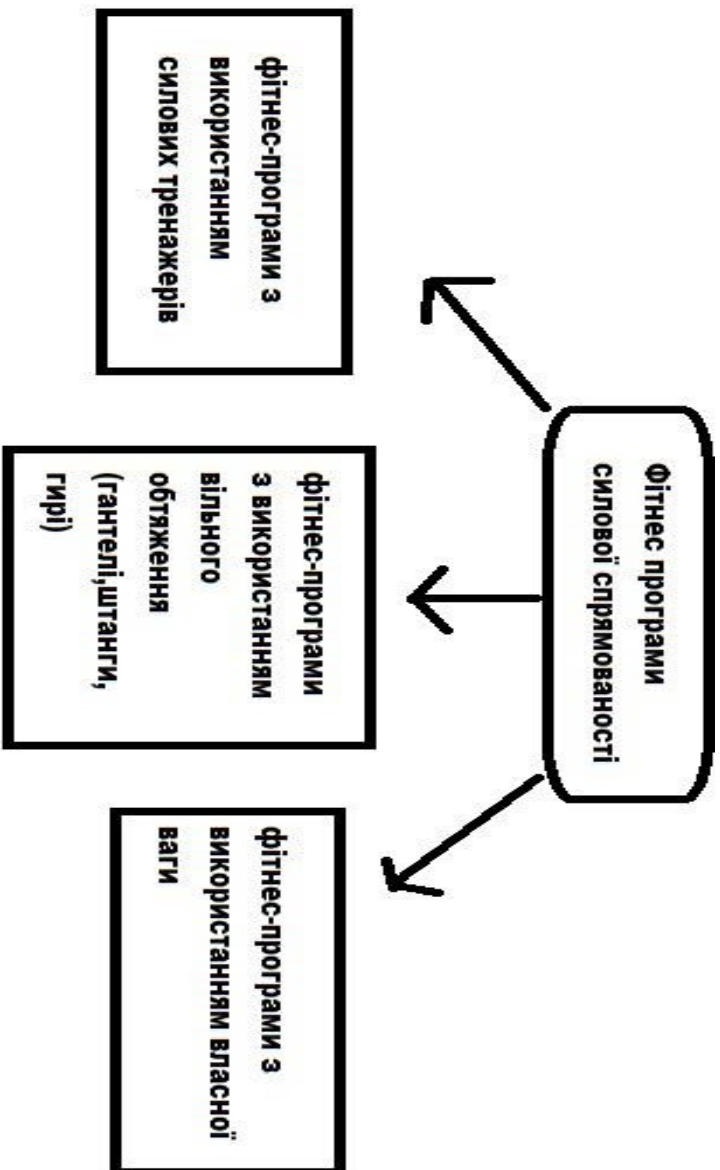 Фітнес програми
силової спрямованості
фітнес-програми з
використанням
силових тренажерів
фітнес-програми
з використанням
вільного
обтяження
(гантелі,штанги,
гирі)
фітнес-програми з
використанням власної
ваги